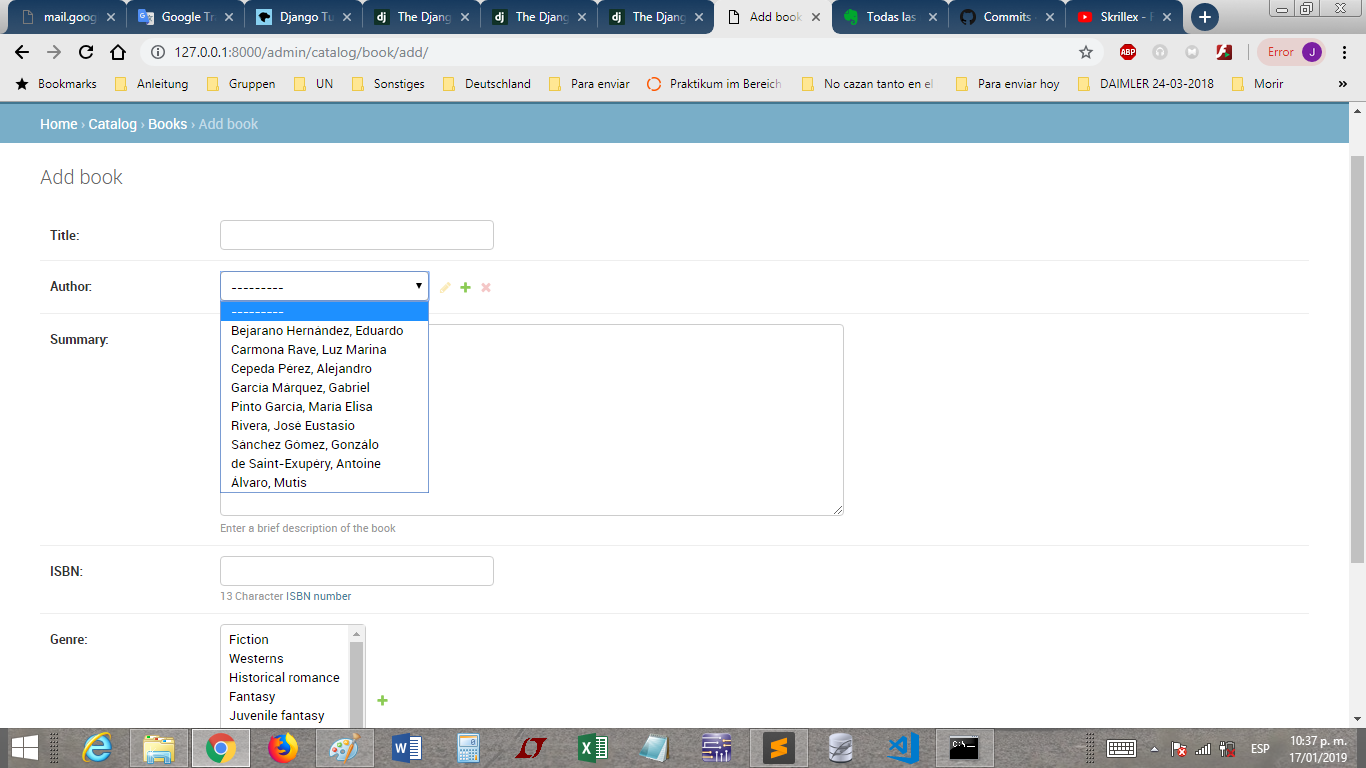 mail.goog
Google Tra
Django Tu
The Djang
The Djang
The Djang
Add book
Todas las
Commits
Skrillex - F
127.0.0.1:8000/admin/catalog/book/add/
ABP
Error J
Bookmarks
Anleitung
Gruppen
UN
Sonstiges
Deutschland
Para enviar
Praktikum im Bereich
No cazan tanto en el
Para enviar hoy
DAIMLER 24-03-2018
Morir
»
Home › Catalog › Books › Add book
Add book
Title:
Author:
---------
---------
Bejarano Hernández, Eduardo
Carmona Rave, Luz Marina
Cepeda Pérez, Alejandro
García Márquez, Gabriel
Pinto García, María Elisa
Rivera, José Eustasio
Sánchez Gómez, Gonzálo
de Saint-Exupéry, Antoine
Álvaro, Mutis
Summary:
Enter a brief description of the book
ISBN:
13 Character ISBN number
Genre:
Fiction
Westerns
Historical romance
Fantasy
Juvenile fantasy
ESP
10:37 p. m.
17/01/2019